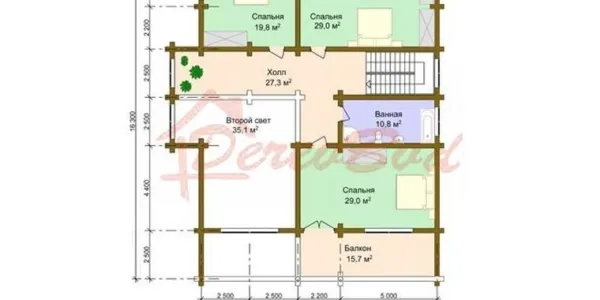 Спальня
19,8 м²
Спальня
29,0 м²
2.200
Холл
27,3 м²
2.500
Второй свет
35,1 м²
Ванная
10,8 м²
2.500
16.300
Спальня
29,0 м²
4.400
Балкон
15,7 м²
2.500
2 500
2 500
2 200
5 000